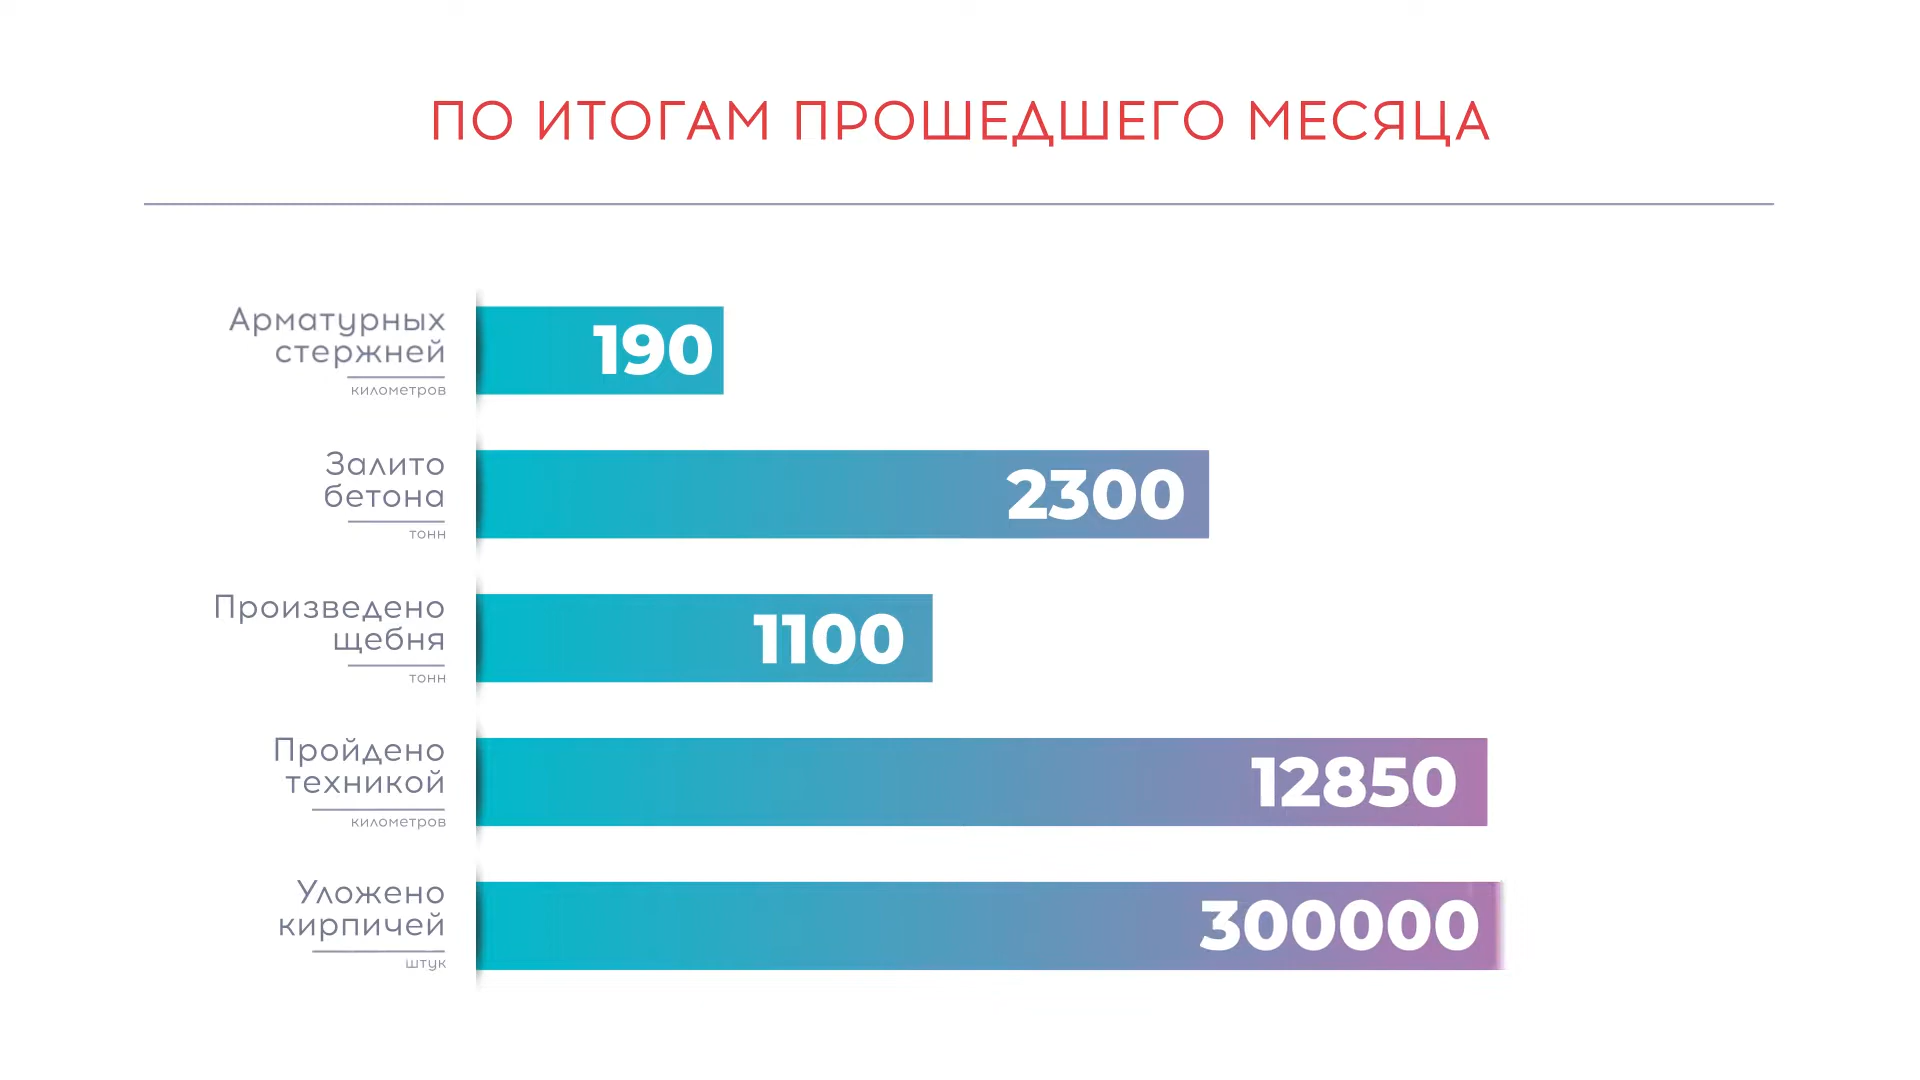 ПО ИТОГАМ ПРОШЕДШЕГО МЕСЯЦА
Арматурных
стержней
километров
190
Залито
бетона
тонн
2300
Произведено
щебня
тонн
1100
Пройдено
техникой
километров
12850
Уложено
кирпичей
штук
300000